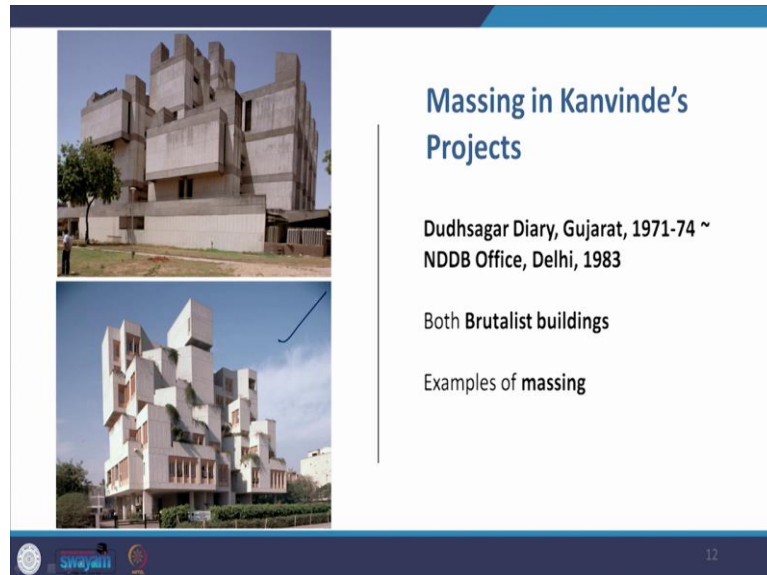 Massing in Kanvinde's
Projects
Dudhsagar Diary, Gujarat, 1971-74 ~
NDDB Office, Delhi, 1983
Both Brutalist buildings
Examples of massing
swayam
12